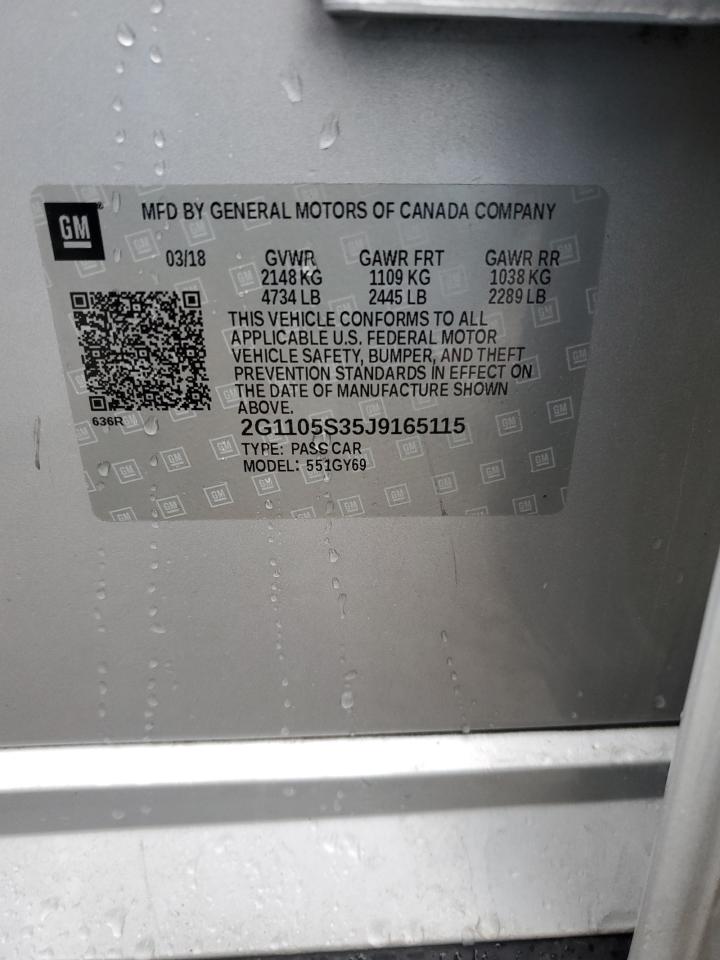 GM
MFD BY GENERAL MOTORS OF CANADA COMPANY
03/18 GVWR GAWR FRT GAWR RR
2148 KG 1109 KG 1038 KG
4734 LB 2445 LB 2289 LB
THIS VEHICLE CONFORMS TO ALL
APPLICABLE U.S. FEDERAL MOTOR
VEHICLE SAFETY, BUMPER, AND THEFT
PREVENTION STANDARDS IN EFFECT ON
THE DATE OF MANUFACTURE SHOWN
ABOVE.
636R
2G1105S35J9165115
TYPE: PASS CAR
MODEL: 551GY69